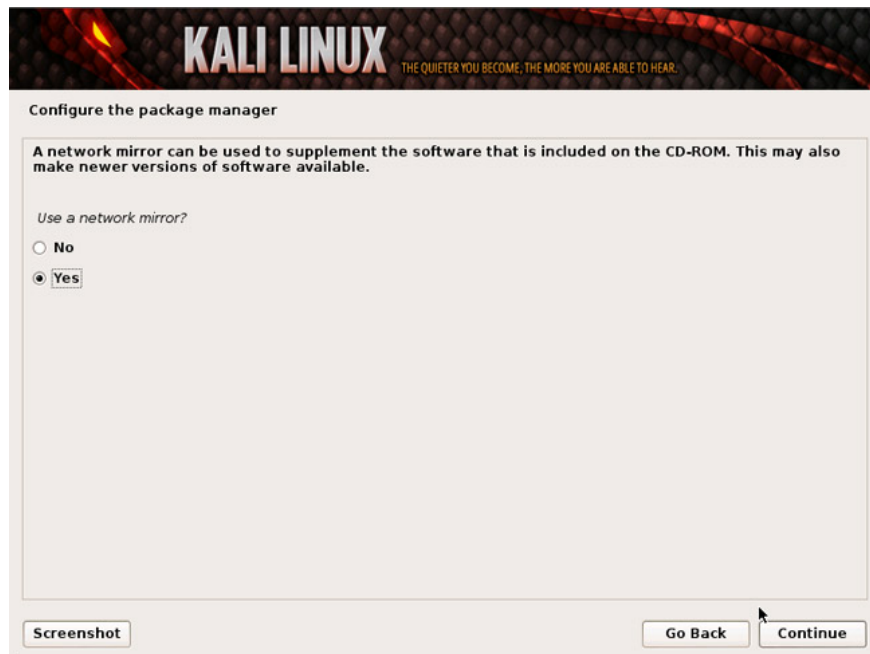 KALI LINUX
THE QUIETER YOU BECOME, THE MORE YOU ARE ABLE TO HEAR.
Configure the package manager
A network mirror can be used to supplement the software that is included on the CD-ROM. This may also
make newer versions of software available.
Use a network mirror?
No
Yes
Screenshot
Go Back
Continue